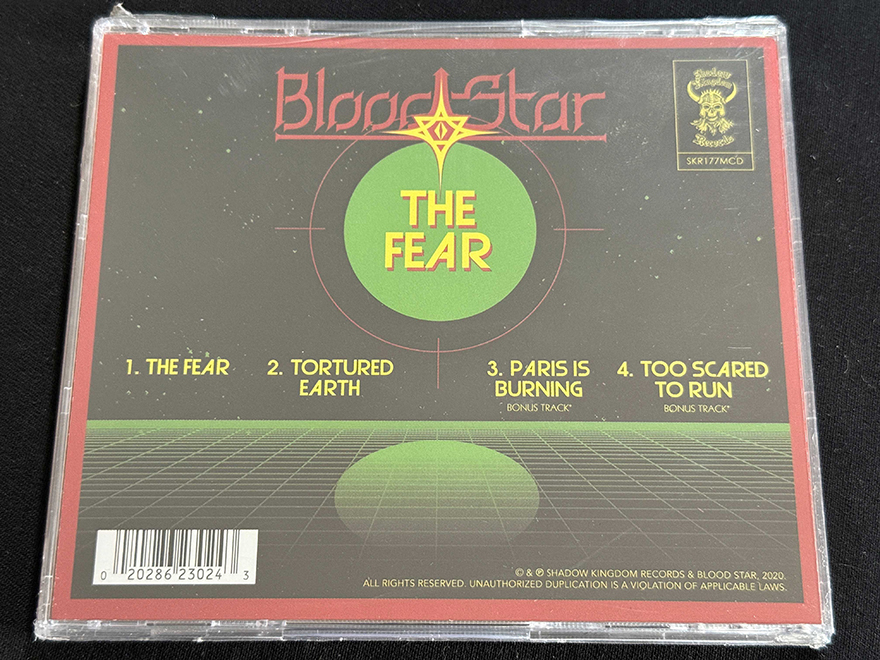 Blood Star
Shadow
Kingdom
Records
SKR177MCD
THE
FEAR
1. THE FEAR
2. TORTURED
EARTH
3. PARIS IS
BURNING
BONUS TRACK*
4. TOO SCARED
TO RUN
BONUS TRACK*
0 20286 23024 3
© & ℗ SHADOW KINGDOM RECORDS & BLOOD STAR, 2020.
ALL RIGHTS RESERVED. UNAUTHORIZED DUPLICATION IS A VIOLATION OF APPLICABLE LAWS.